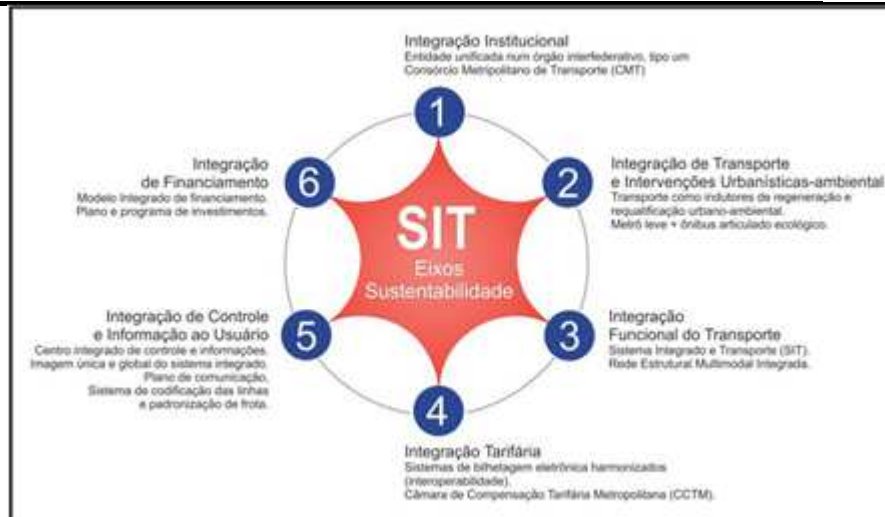 Integração Institucional
Entidade unificada num órgão interfederativo, tipo um
Consórcio Metripolitano de Transporte (CMT)
1
Integração
de Financiamento
Modelo Integrado de financiamento.
Plano e programa de investimentos.
6
2
Integração de Transporte
e Intervenções Urbanísticas-ambiental
Transporte como indutores de regeneração e
requalificação urbano-ambiental.
Metrô leve + ônibus articulado ecológico.
SIT
Eixos
Sustentabilidade
Integração de Controle
e Informação ao Usuário
Centro integrado de controle e informações.
Imagem única e global do sistema integrado.
Plano de comunicação,
Sistema de codificação das linhas
e padronização de frota.
5
3
Integração
Funcional do Transporte
Sistema Integrado e Transporte (SIT).
Rede Estrutural Multimodal Integrada.
4
Integração Tarifária
Sistemas de bilhetagem eletrônica harmonizados
(interoperabilidade).
Câmara de Compensação Tarifária Metropolitana (CCTM).